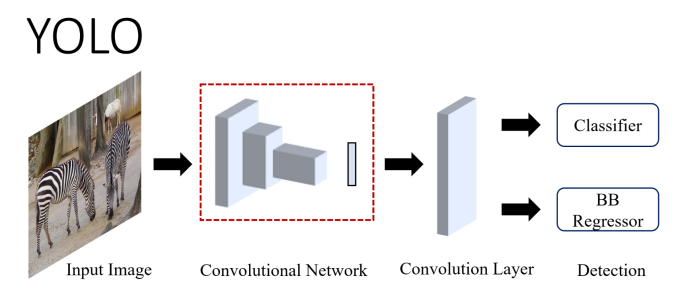 YOLO
Classifier
BB
Regressor
Input Image
Convolutional Network
Convolution Layer
Detection